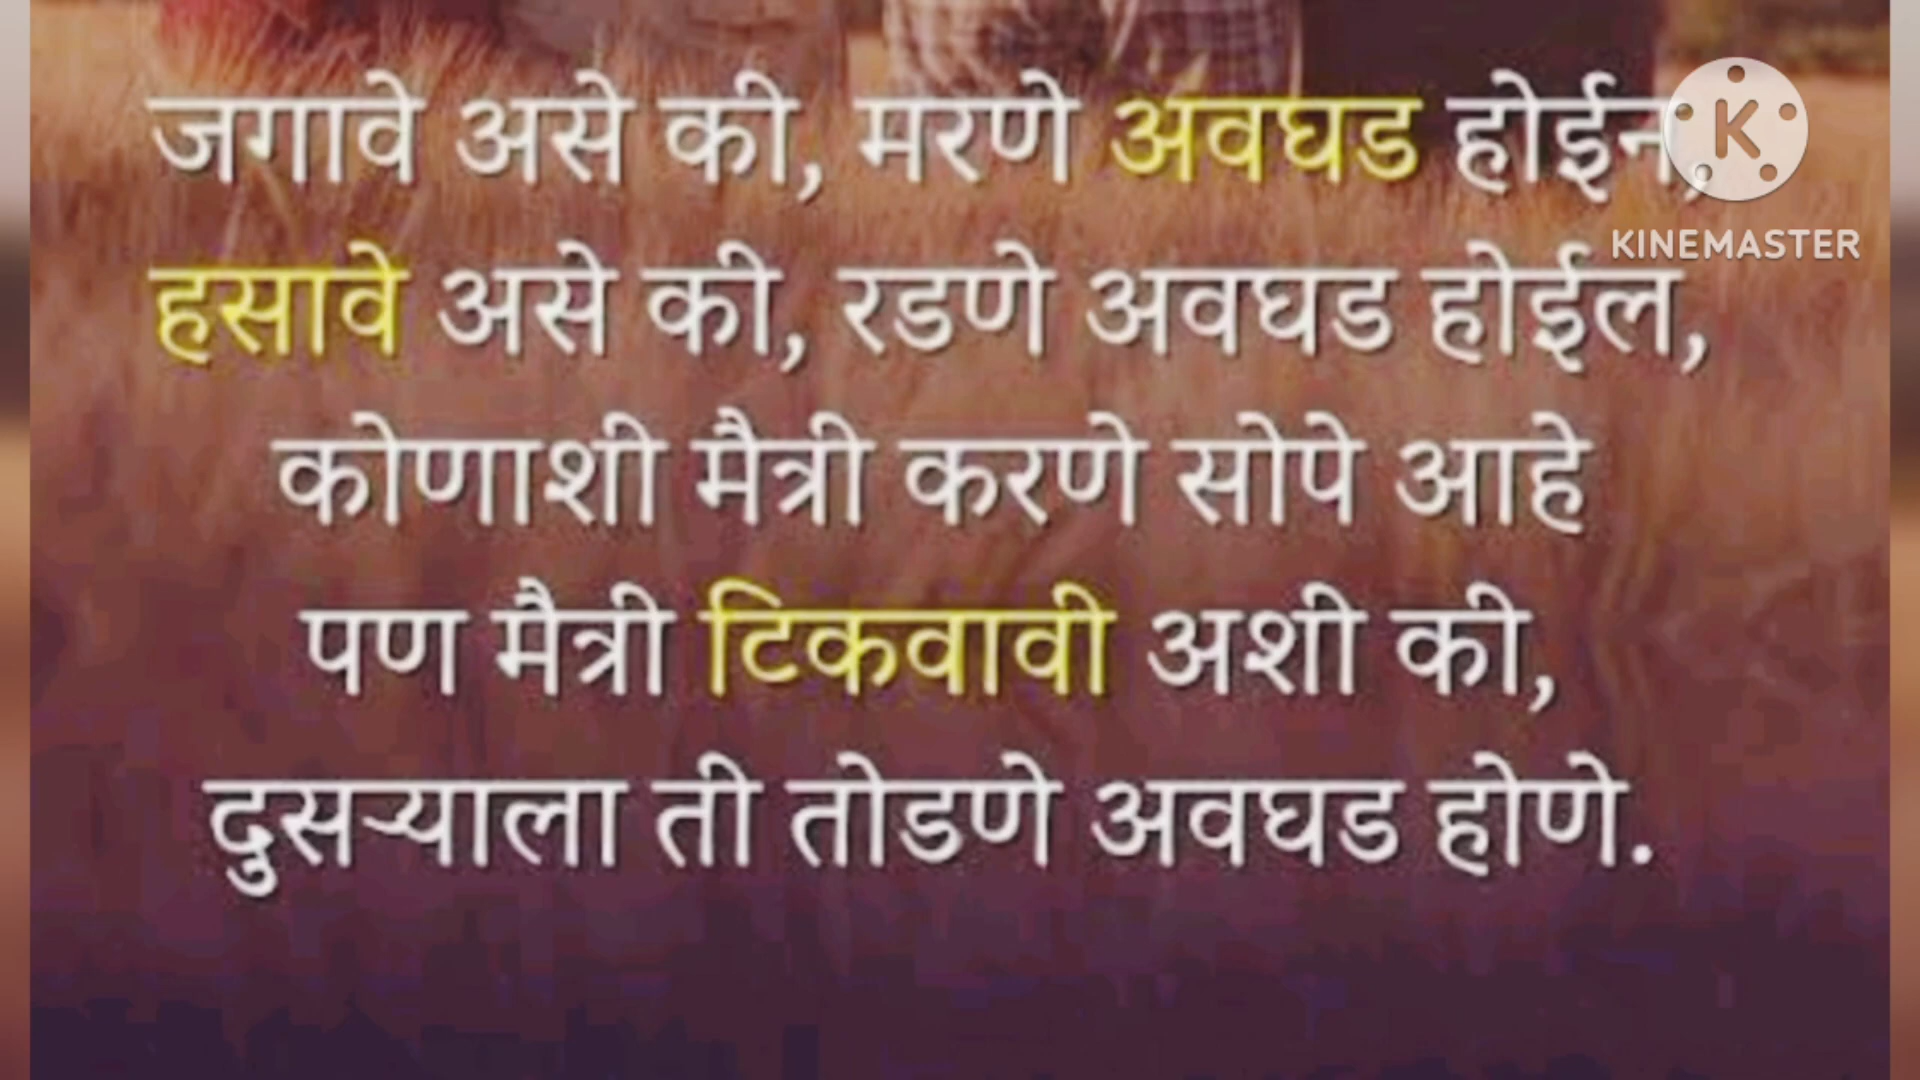 जगावे असे की, मरणे अवघड होईल,
हसावे असे की, रडणे अवघड होईल,
कोणाशी मैत्री करणे सोपे आहे
पण मैत्री टिकवावी अशी की,
दुसऱ्याला ती तोडणे अवघड होणे.
K
KINEMASTER